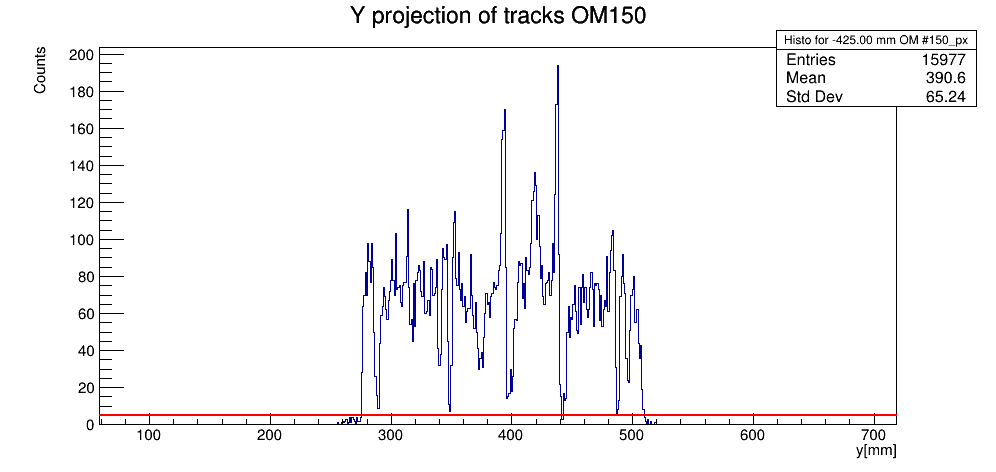 Y projection of tracks OM150
Histo for -425.00 mm OM #150_px
Entries 15977
Mean 390.6
Std Dev 65.24
Counts
200
180
160
140
120
100
80
60
40
20
0
100 200 300 400 500 600 700
y[mm]